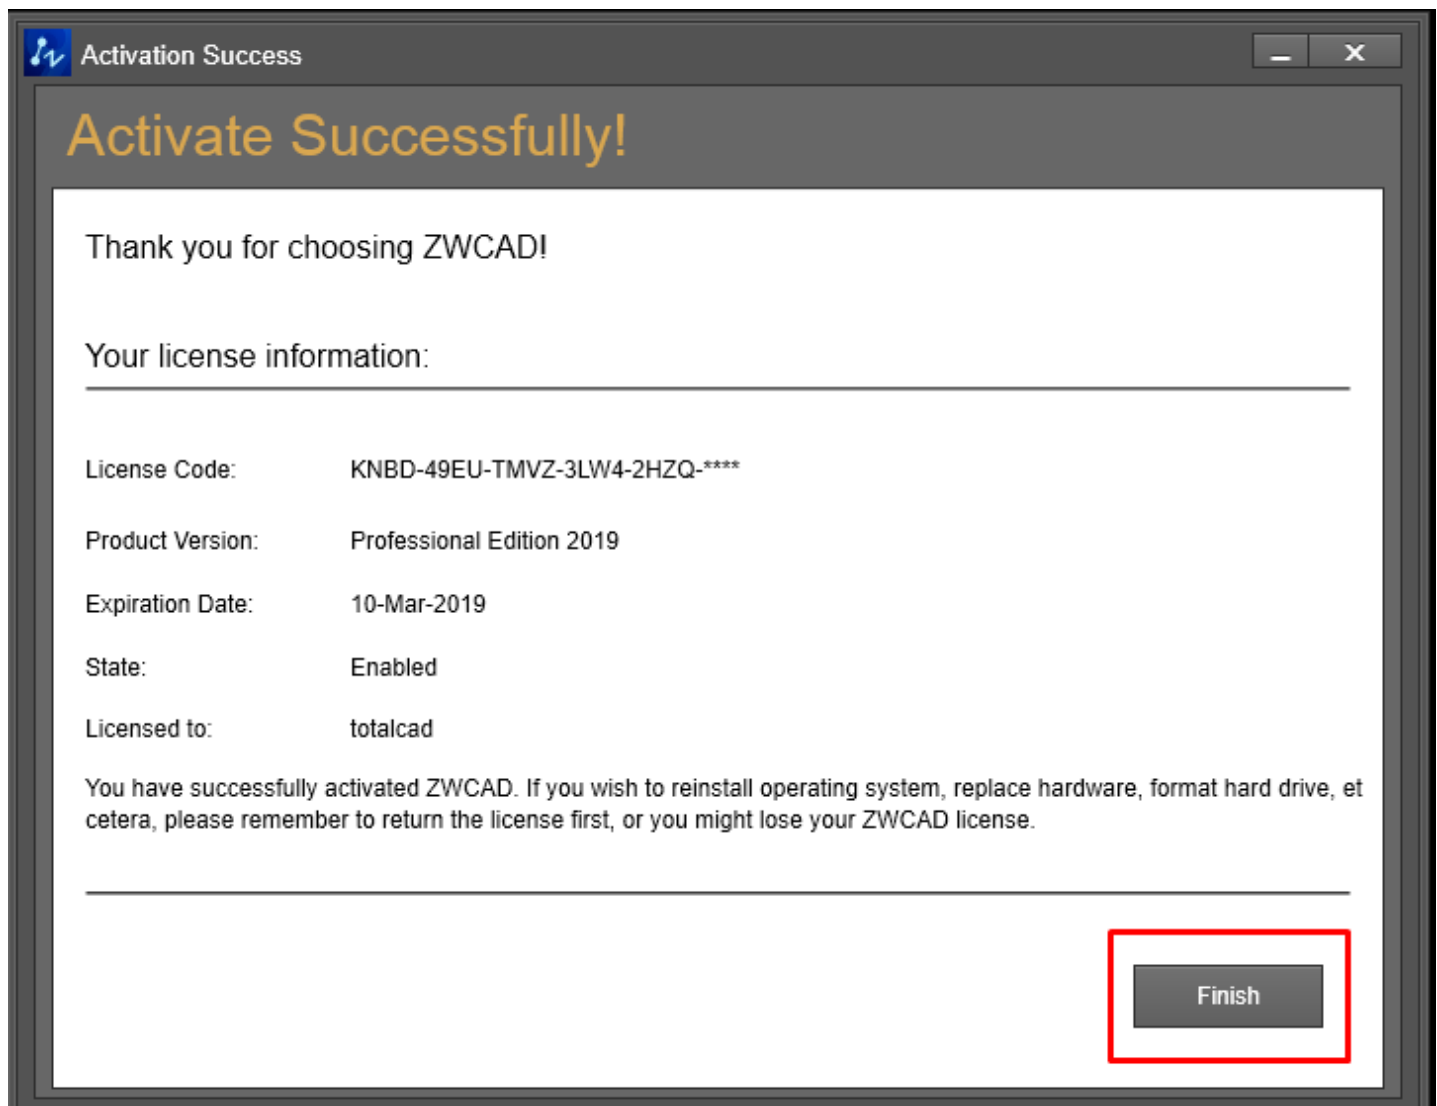 Activation Success
Activate Successfully!
Thank you for choosing ZWCAD!
Your license information:
License Code: KNBD-49EU-TMVZ-3LW4-2HZQ-****
Product Version: Professional Edition 2019
Expiration Date: 10-Mar-2019
State: Enabled
Licensed to: totalcad
You have successfully activated ZWCAD. If you wish to reinstall operating system, replace hardware, format hard drive, et
cetera, please remember to return the license first, or you might lose your ZWCAD license.
Finish